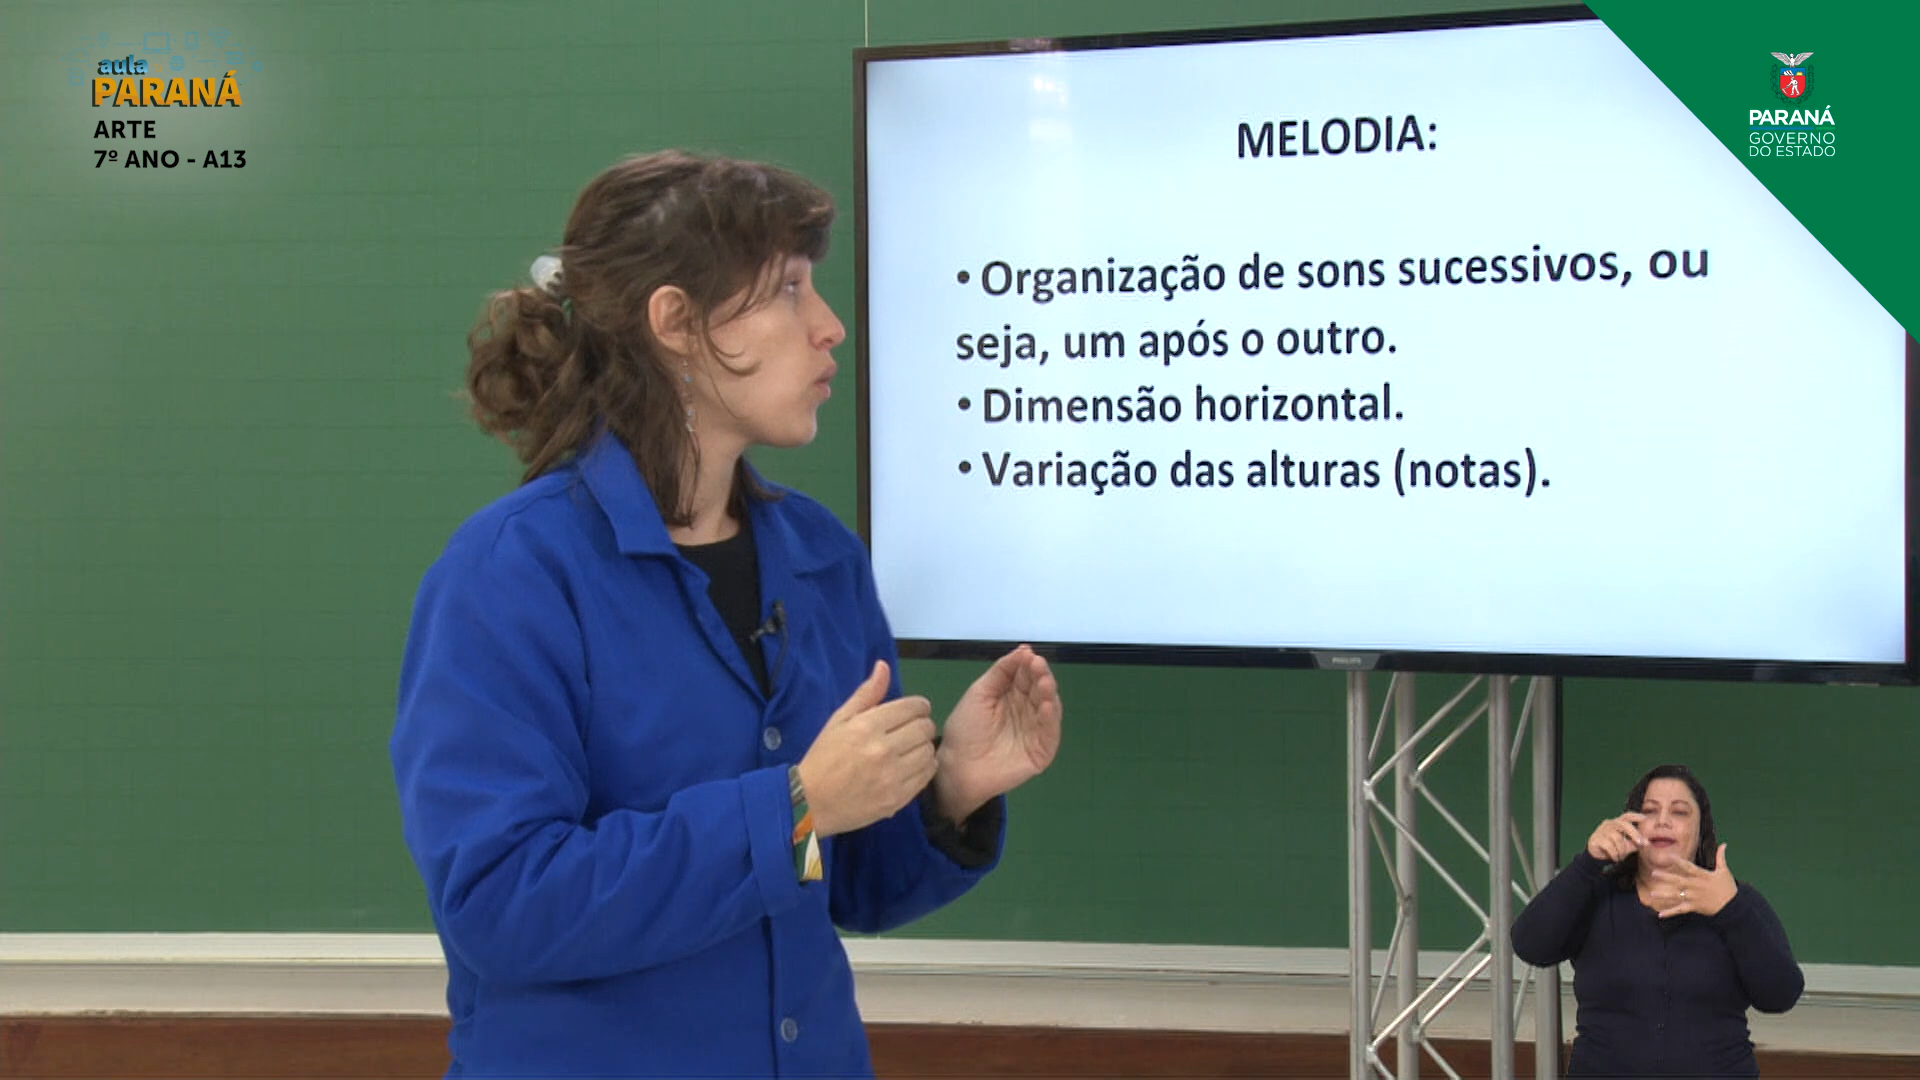 aula
PARANÁ
ARTE
7º ANO - A13
MELODIA:
• Organização de sons sucessivos, ou
seja, um após o outro.
• Dimensão horizontal.
• Variação das alturas (notas).
PARANÁ
GOVERNO
DO ESTADO
PHILIPS